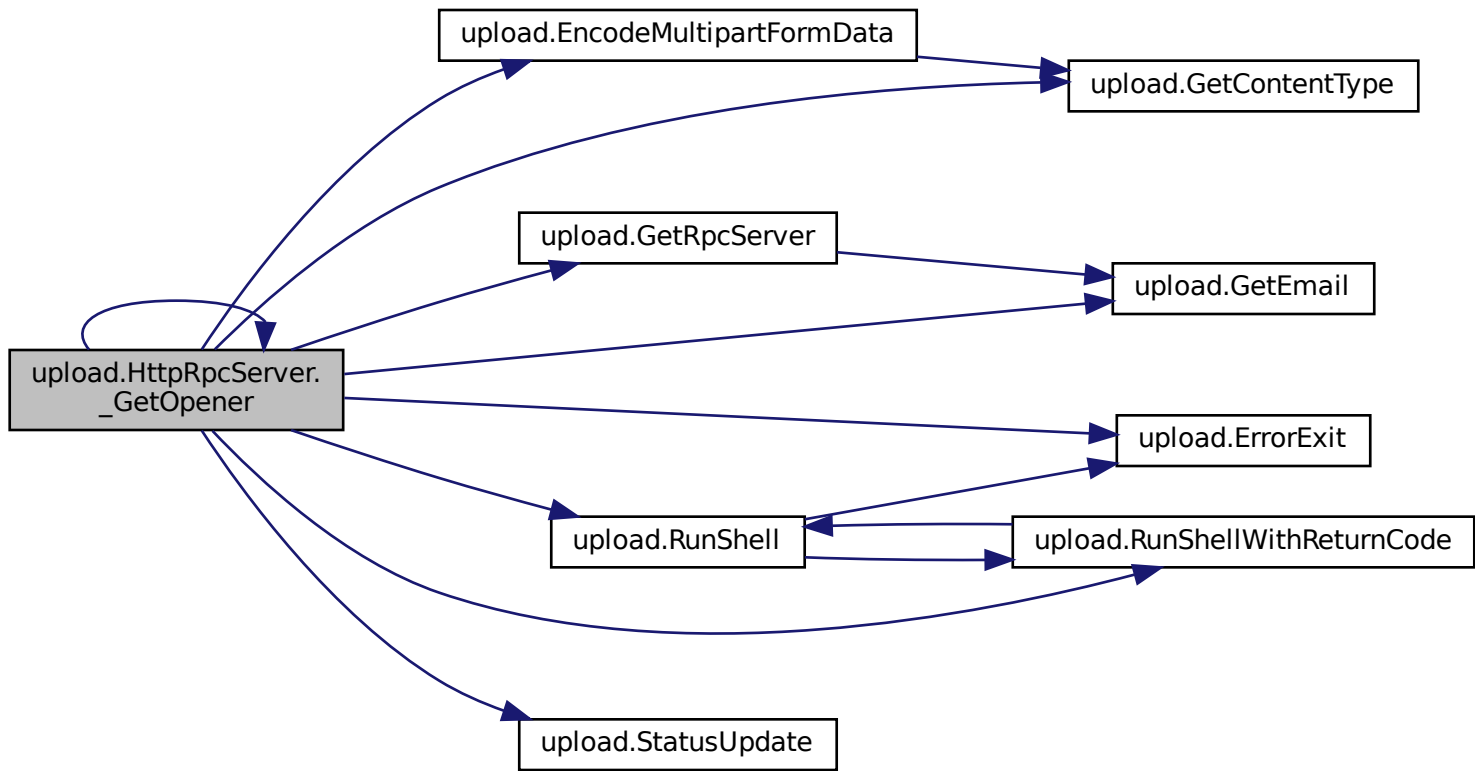 upload.EncodeMultipartFormData
upload.GetContentType
upload.GetRpcServer
upload.GetEmail
upload.HttpRpcServer.
_GetOpener
upload.ErrorExit
upload.RunShell
upload.RunShellWithReturnCode
upload.StatusUpdate